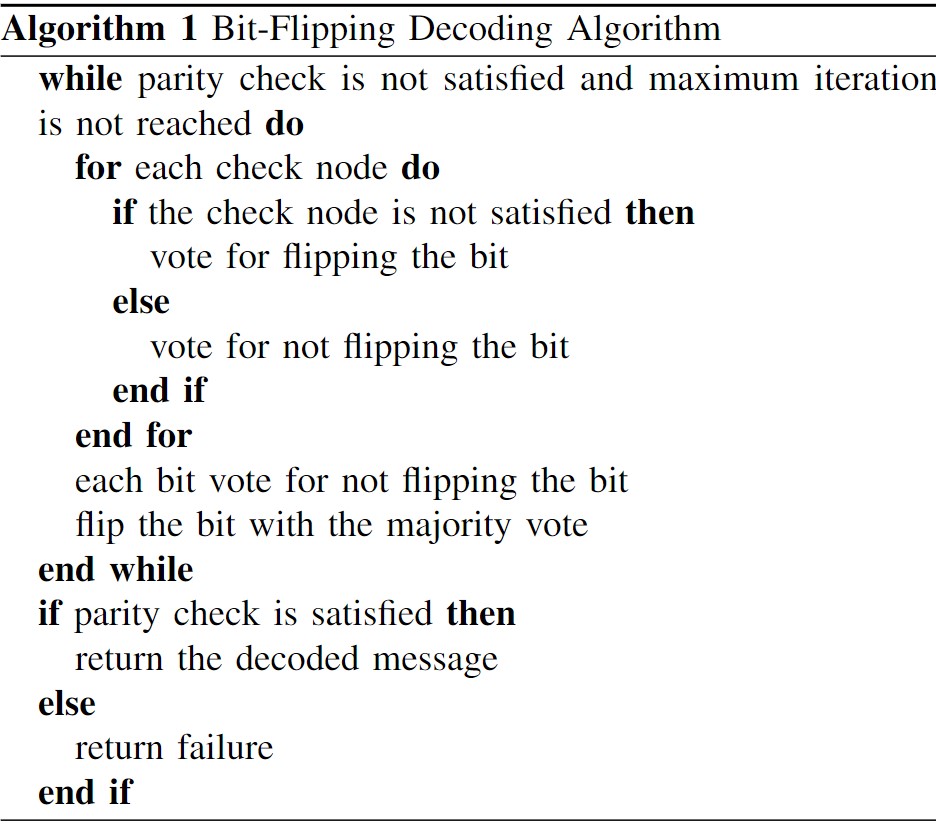 Algorithm 1 Bit-Flipping Decoding Algorithm
while parity check is not satisfied and maximum iteration
is not reached do
for each check node do
if the check node is not satisfied then
vote for flipping the bit
else
vote for not flipping the bit
end if
end for
each bit vote for not flipping the bit
flip the bit with the majority vote
end while
if parity check is satisfied then
return the decoded message
else
return failure
end if